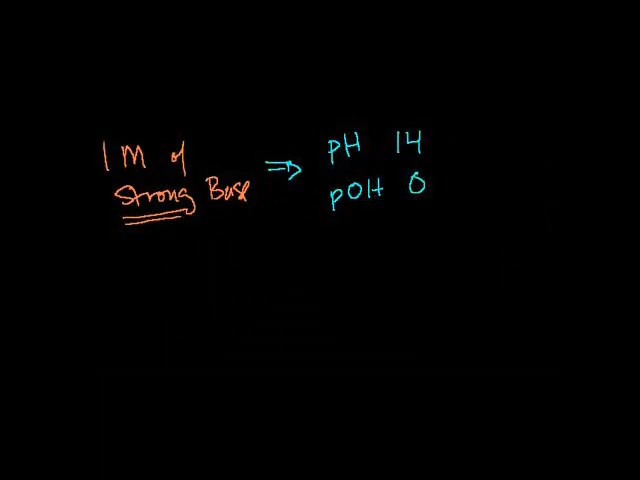 1 M of
strong Base
⇒
pH 14
pOH 0